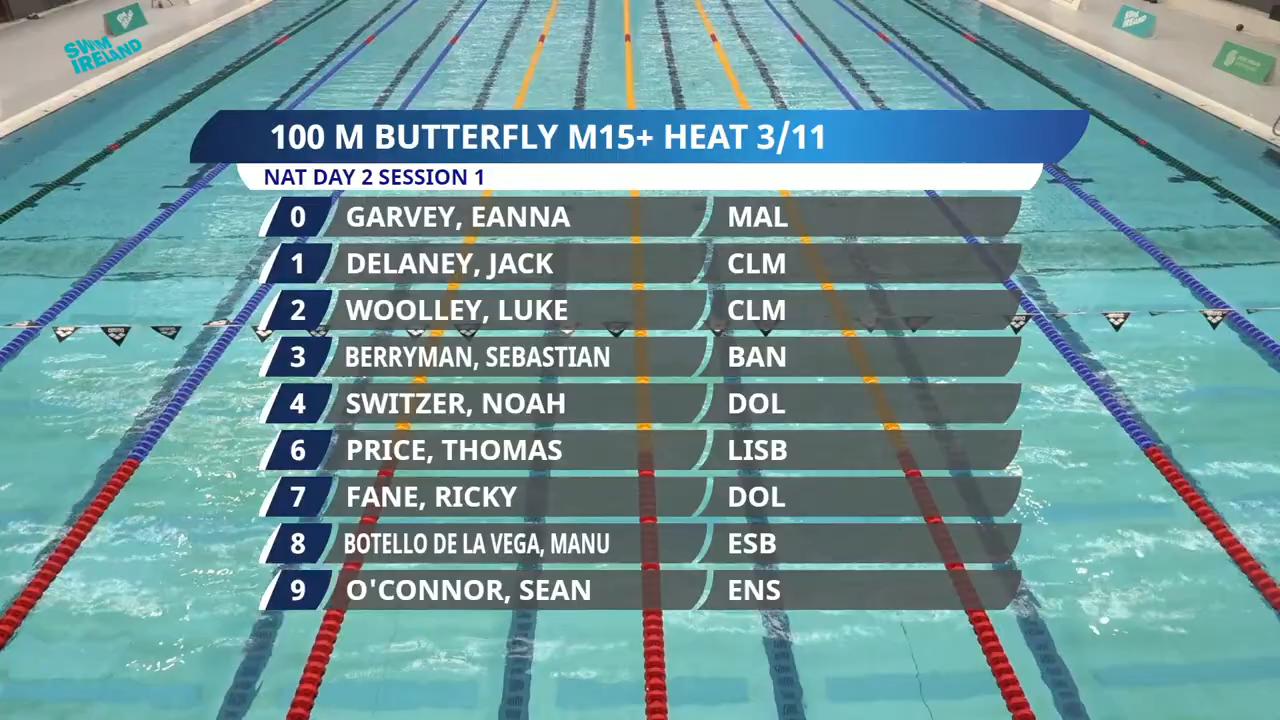 SWIM
IRELAND
100 M BUTTERFLY M15+ HEAT 3/11
NAT DAY 2 SESSION 1
0 GARVEY, EANNA MAL
1 DELANEY, JACK CLM
2 WOOLLEY, LUKE CLM
3 BERRYMAN, SEBASTIAN BAN
4 SWITZER, NOAH DOL
6 PRICE, THOMAS LISB
7 FANE, RICKY DOL
8 BOTELLO DE LA VEGA, MANU ESB
9 O'CONNOR, SEAN ENS